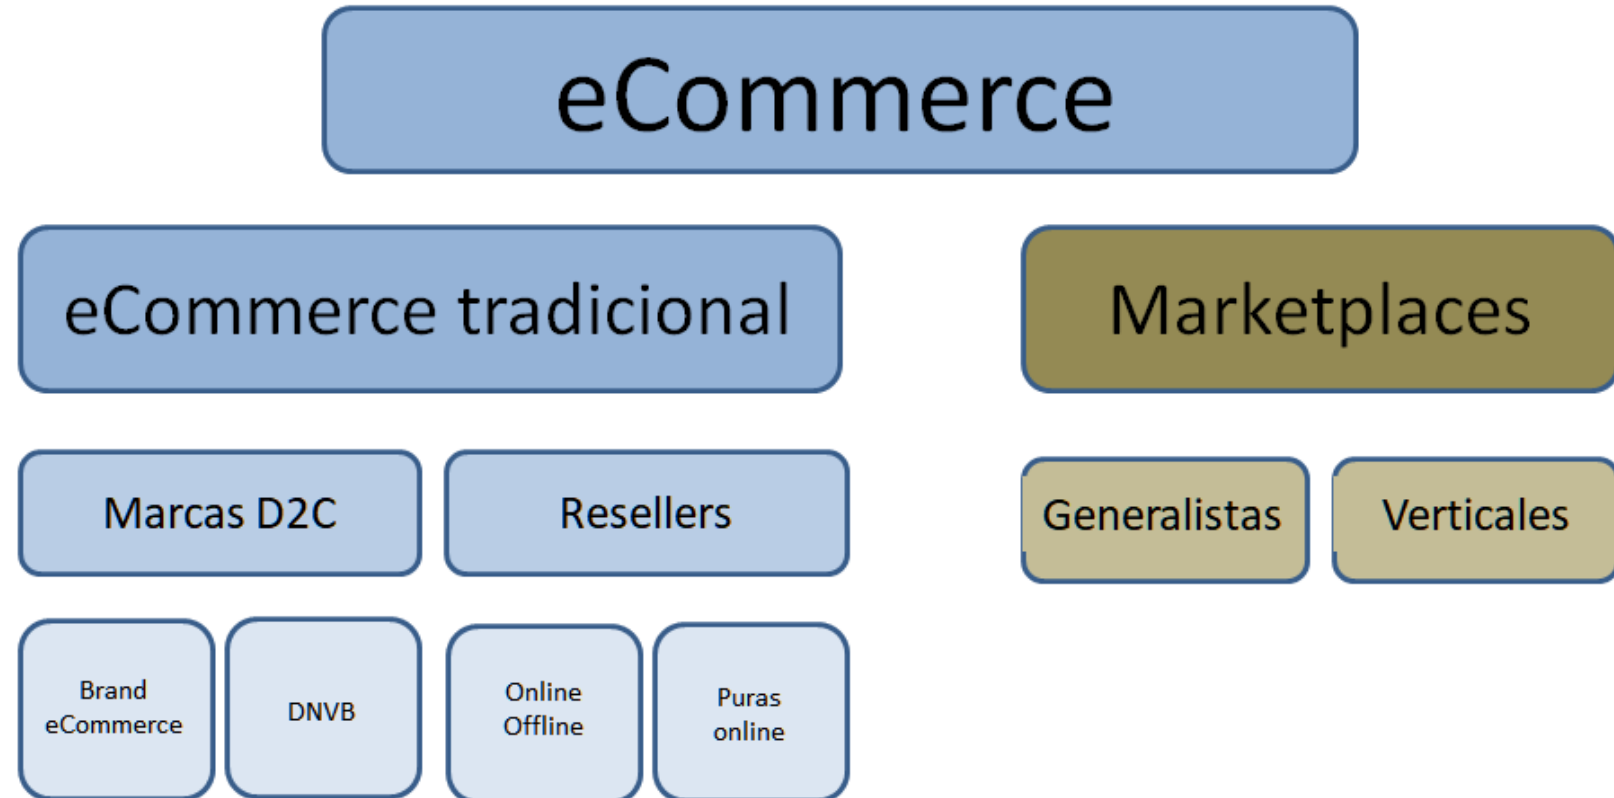 eCommerce
eCommerce tradicional
Marketplaces
Marcas D2C
Resellers
Generalistas
Verticales
Brand
eCommerce
DNVB
Online
Offline
Puras
online